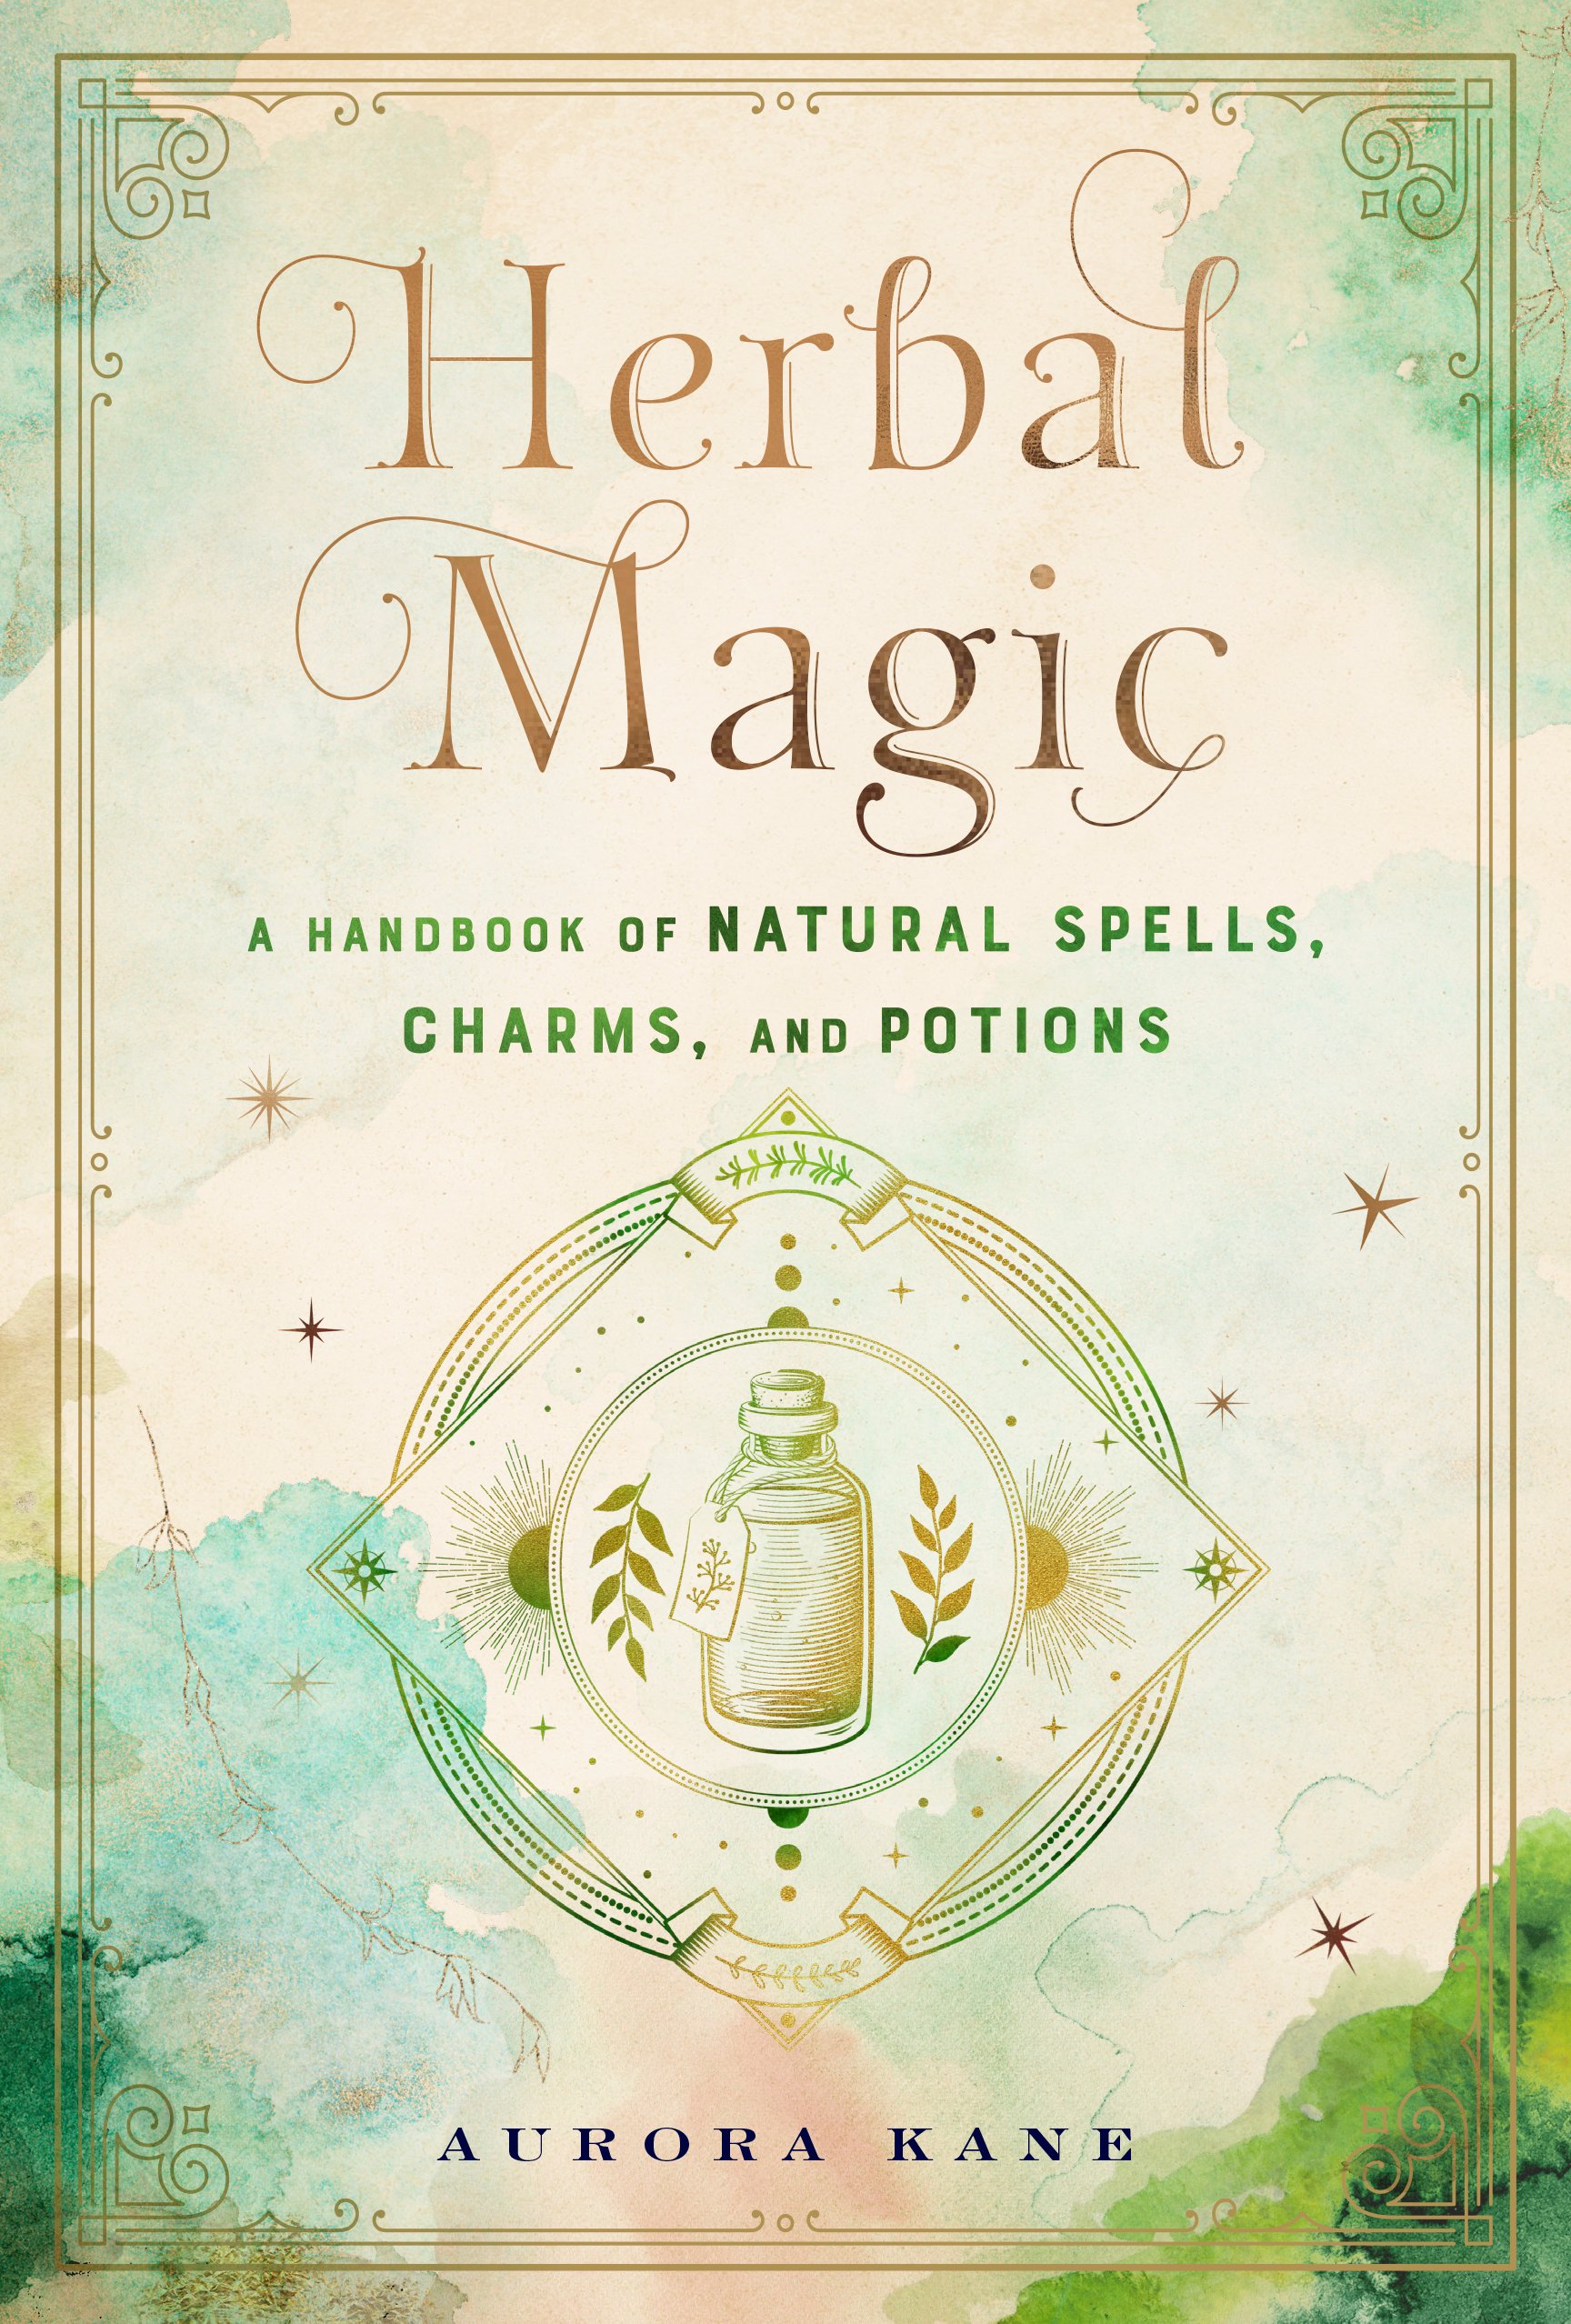 Herbal
Magic
A HANDBOOK OF NATURAL SPELLS,
CHARMS, AND POTIONS
AURORA KANE